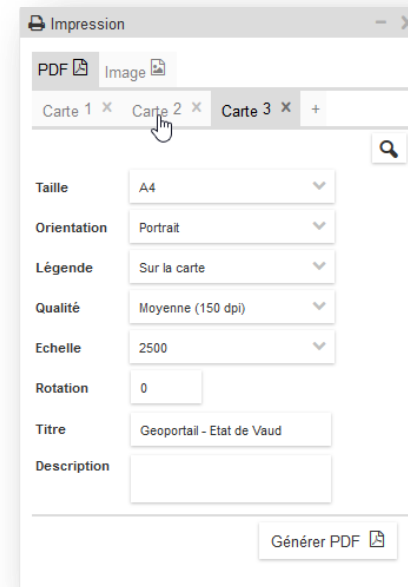 Impression
PDF Image
Carte 1 × Carte 2 × Carte 3 × +
Taille A4
Orientation Portrait
Légende Sur la carte
Qualité Moyenne (150 dpi)
Echelle 2500
Rotation 0
Titre Geoportail - Etat de Vaud
Description
Générer PDF